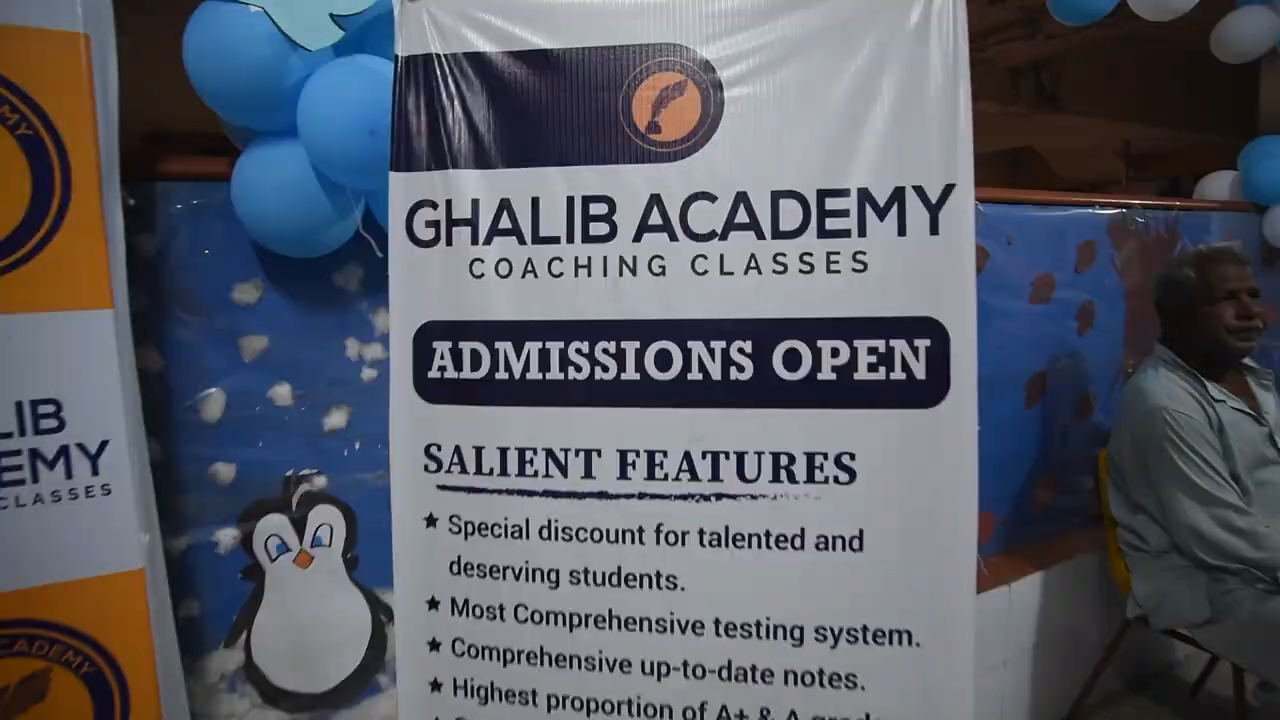 GHALIB ACADEMY
COACHING CLASSES
ADMISSIONS OPEN
SALIENT FEATURES
★ Special discount for talented and
deserving students.
★ Most Comprehensive testing system.
★ Comprehensive up-to-date notes.
★ Highest proportion of A+ & A
LIB
EMY
CLASSES
ACADEMY